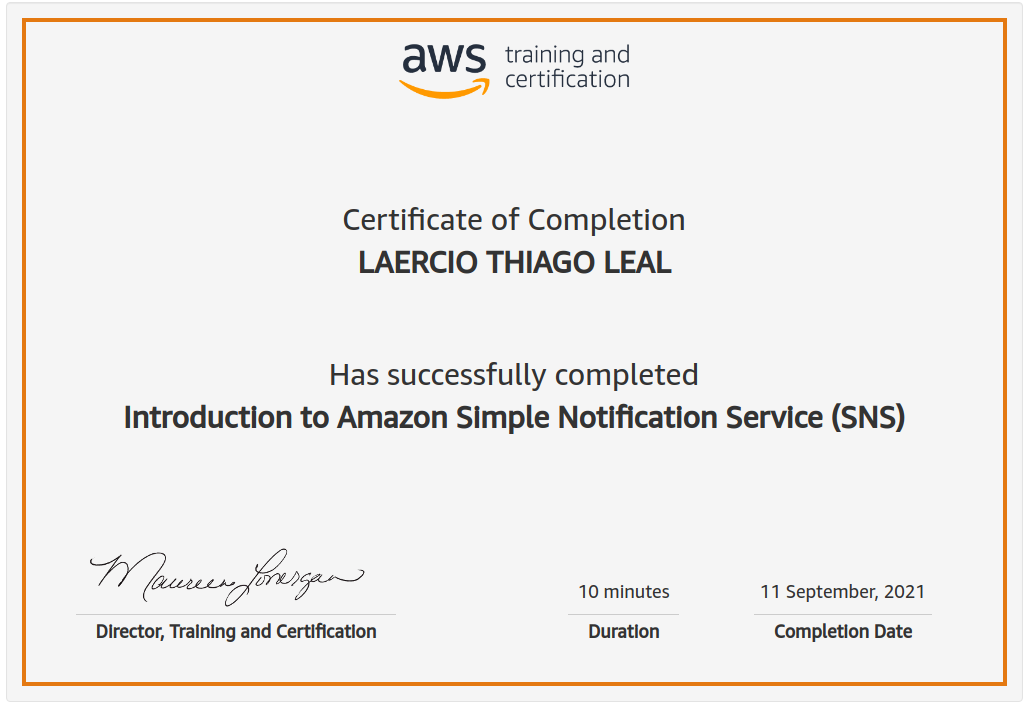 aws training and
certification
Certificate of Completion
LAERCIO THIAGO LEAL
Has successfully completed
Introduction to Amazon Simple Notification Service (SNS)
Maureen Lonergan
10 minutes
11 September, 2021
Director, Training and Certification
Duration
Completion Date